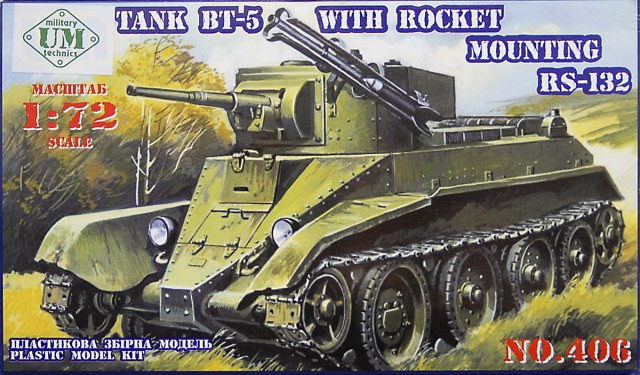 military
UM
technics
TANK BT-5 WITH ROCKET
MOUNTING
RS-132
МАСШТАБ
1:72
SCALE
ПЛАСТИКОВА ЗБІРНА МОДЕЛЬ
PLASTIC MODEL KIT
NO.406